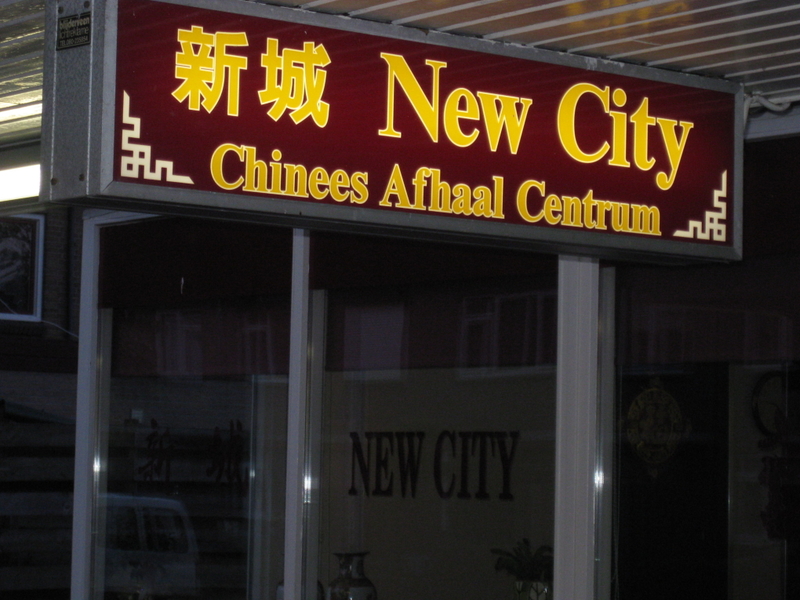 新城 New City
Chinees Afhaal Centrum
新 城
NEW CITY